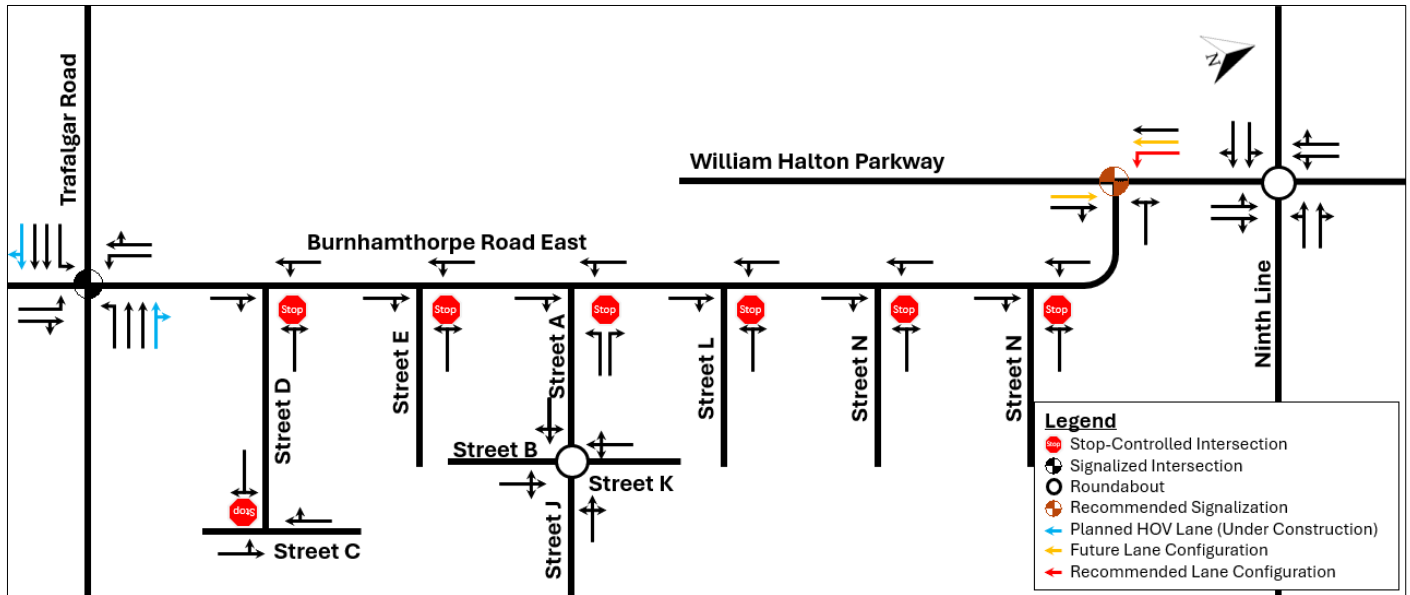 Trafalgar Road
N
William Halton Parkway
Burnhamthorpe Road East
Ninth Line
Stop
Stop
Stop
Stop
Stop
Stop
Street D
Street E
Street A
Street L
Street N
Street N
Street B
Street K
Street J
Stop
Street C
Legend
Stop Stop-Controlled Intersection
Signalized Intersection
Roundabout
Recommended Signalization
Planned HOV Lane (Under Construction)
Future Lane Configuration
Recommended Lane Configuration